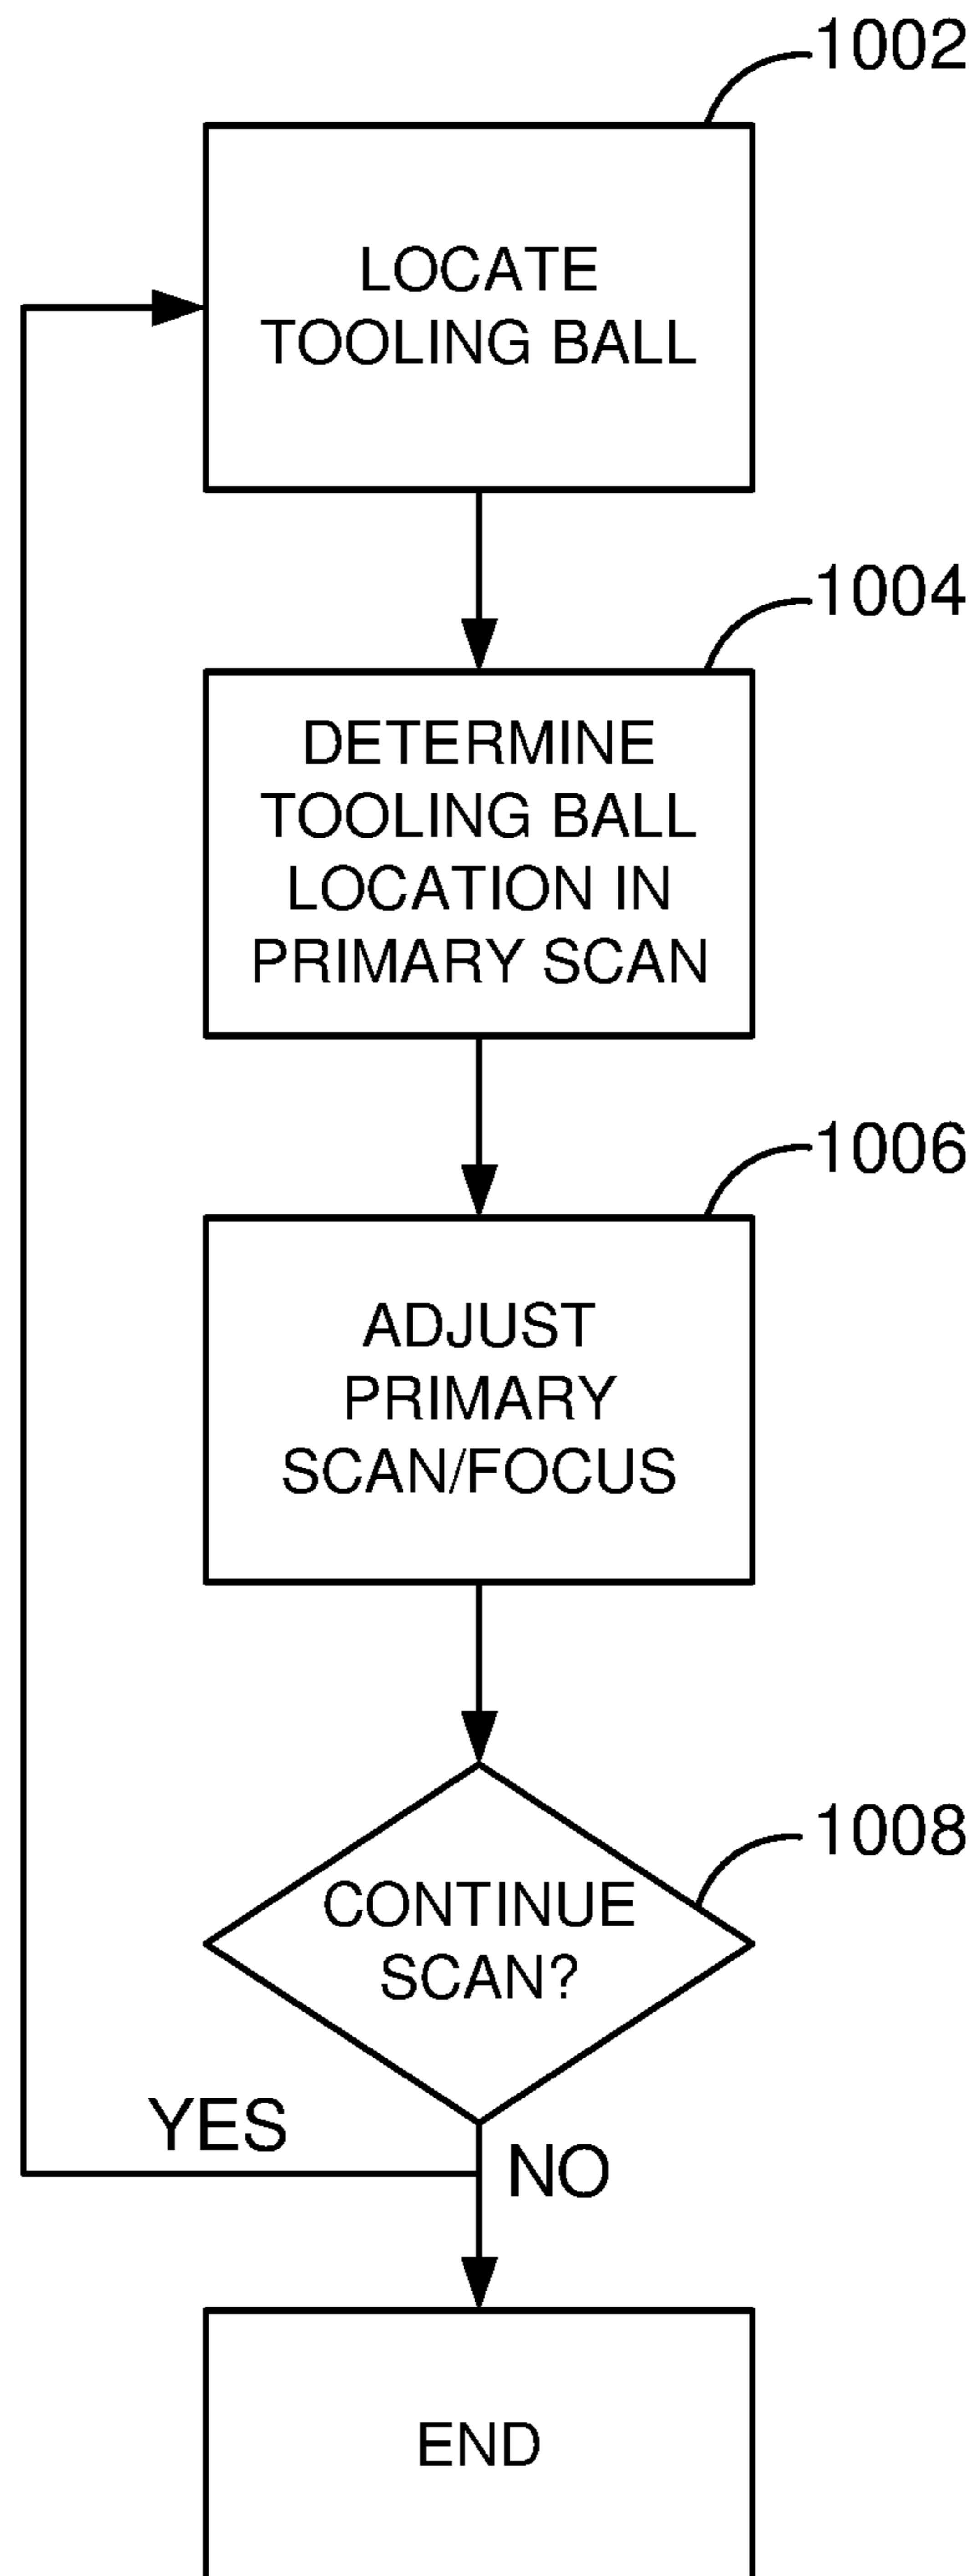 1002
LOCATE
TOOLING BALL
1004
DETERMINE
TOOLING BALL
LOCATION IN
PRIMARY SCAN
1006
ADJUST
PRIMARY
SCAN/FOCUS
1008
CONTINUE
SCAN?
YES
NO
END